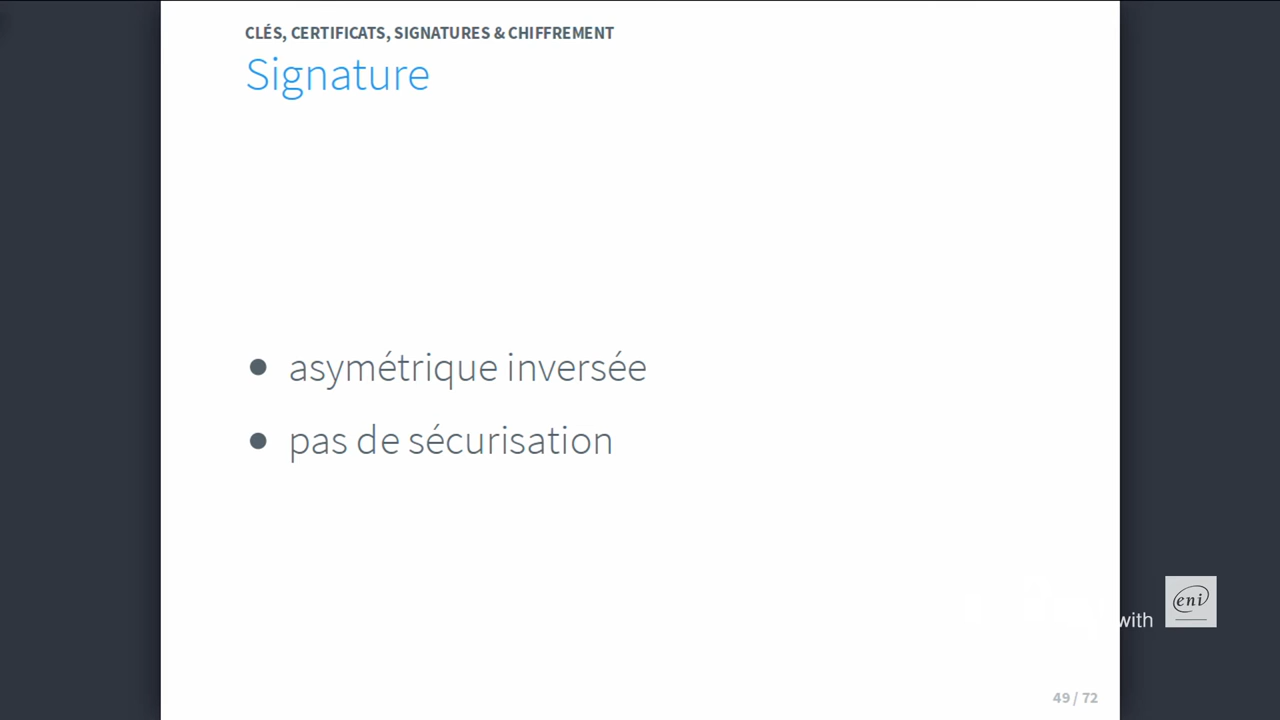 CLÉS, CERTIFICATS, SIGNATURES & CHIFFREMENT
Signature
● asymétrique inversée
● pas de sécurisation
with
eni
49 / 72